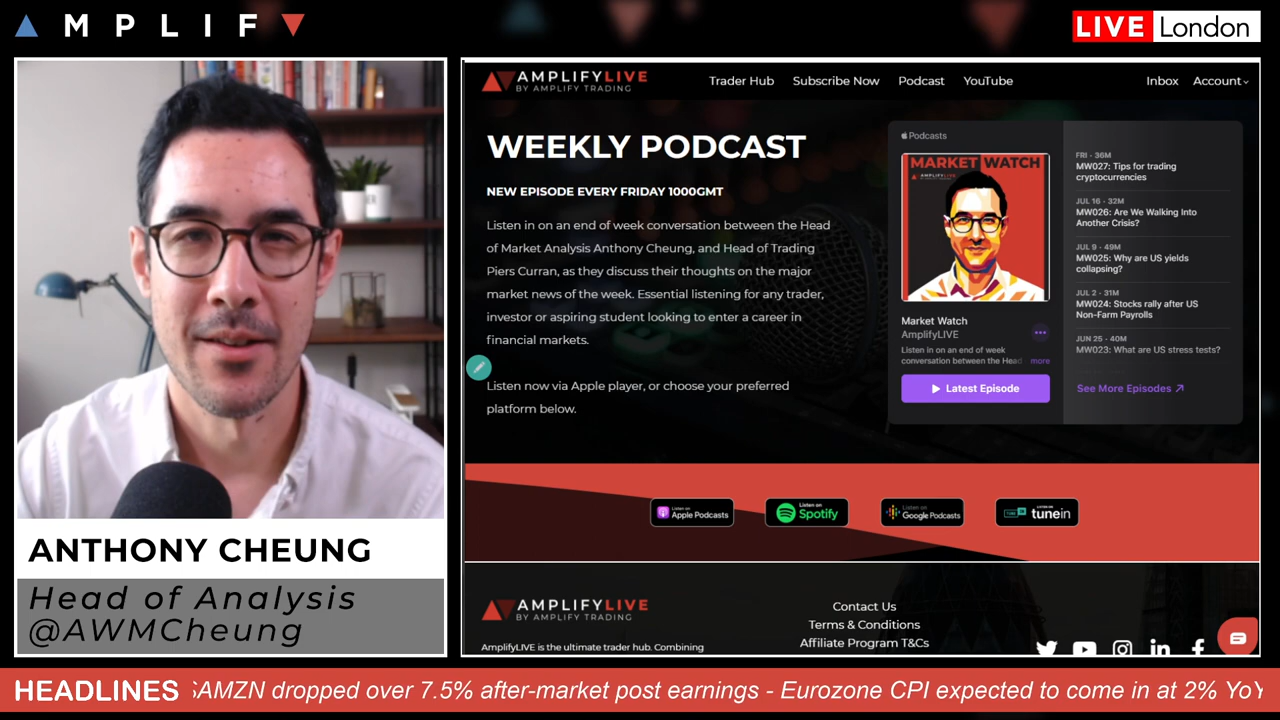 AMPLIFY
LIVE London
AMPLIFYLIVE
BY AMPLIFY TRADING
Trader Hub Subscribe Now Podcast YouTube Inbox Account
WEEKLY PODCAST
NEW EPISODE EVERY FRIDAY 1000GMT
Listen in on an end of week conversation between the Head
of Market Analysis Anthony Cheung, and Head of Trading
Piers Curran, as they discuss their thoughts on the major
market news of the week. Essential listening for any trader,
investor or aspiring student looking to enter a career in
financial markets.
Listen now via Apple player, or choose your preferred
platform below.
Podcasts
MARKET WATCH
Market Watch
AmplifyLIVE
Listen in on an end of week
conversation between the Head more
Latest Episode
FRI · 36M
MW027: Tips for trading
cryptocurrencies
JUL 16 · 32M
MW026: Are We Walking Into
Another Crisis?
JUL 9 · 49M
MW025: Why are US yields
collapsing?
JUL 2 · 31M
MW024: Stocks rally after US
Non-Farm Payrolls
JUN 25 · 40M
MW023: What are US stress tests?
See More Episodes
Listen on
Apple Podcasts
Listen on
Spotify
Listen on
Google Podcasts
LISTEN ON
tunein
ANTHONY CHEUNG
Head of Analysis
@AWMCheung
AMPLIFYLIVE
BY AMPLIFY TRADING
AmplifyLIVE is the ultimate trader hub. Combining
Contact Us
Terms & Conditions
Affiliate Program T&Cs
HEADLINES $AMZN dropped over 7.5% after-market post earnings - Eurozone CPI expected to come in at 2% YoY